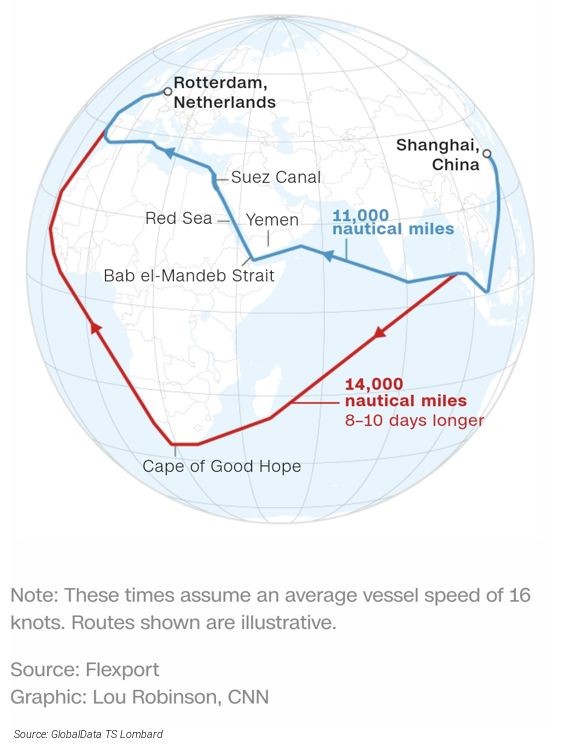 Rotterdam,
Netherlands
Shanghai,
China
Suez Canal
Red Sea
Yemen
11,000
nautical miles
Bab el-Mandeb Strait
14,000
nautical miles
8–10 days longer
Cape of Good Hope
Note: These times assume an average vessel speed of 16
knots. Routes shown are illustrative.
Source: Flexport
Graphic: Lou Robinson, CNN
Source: GlobalData TS Lombard